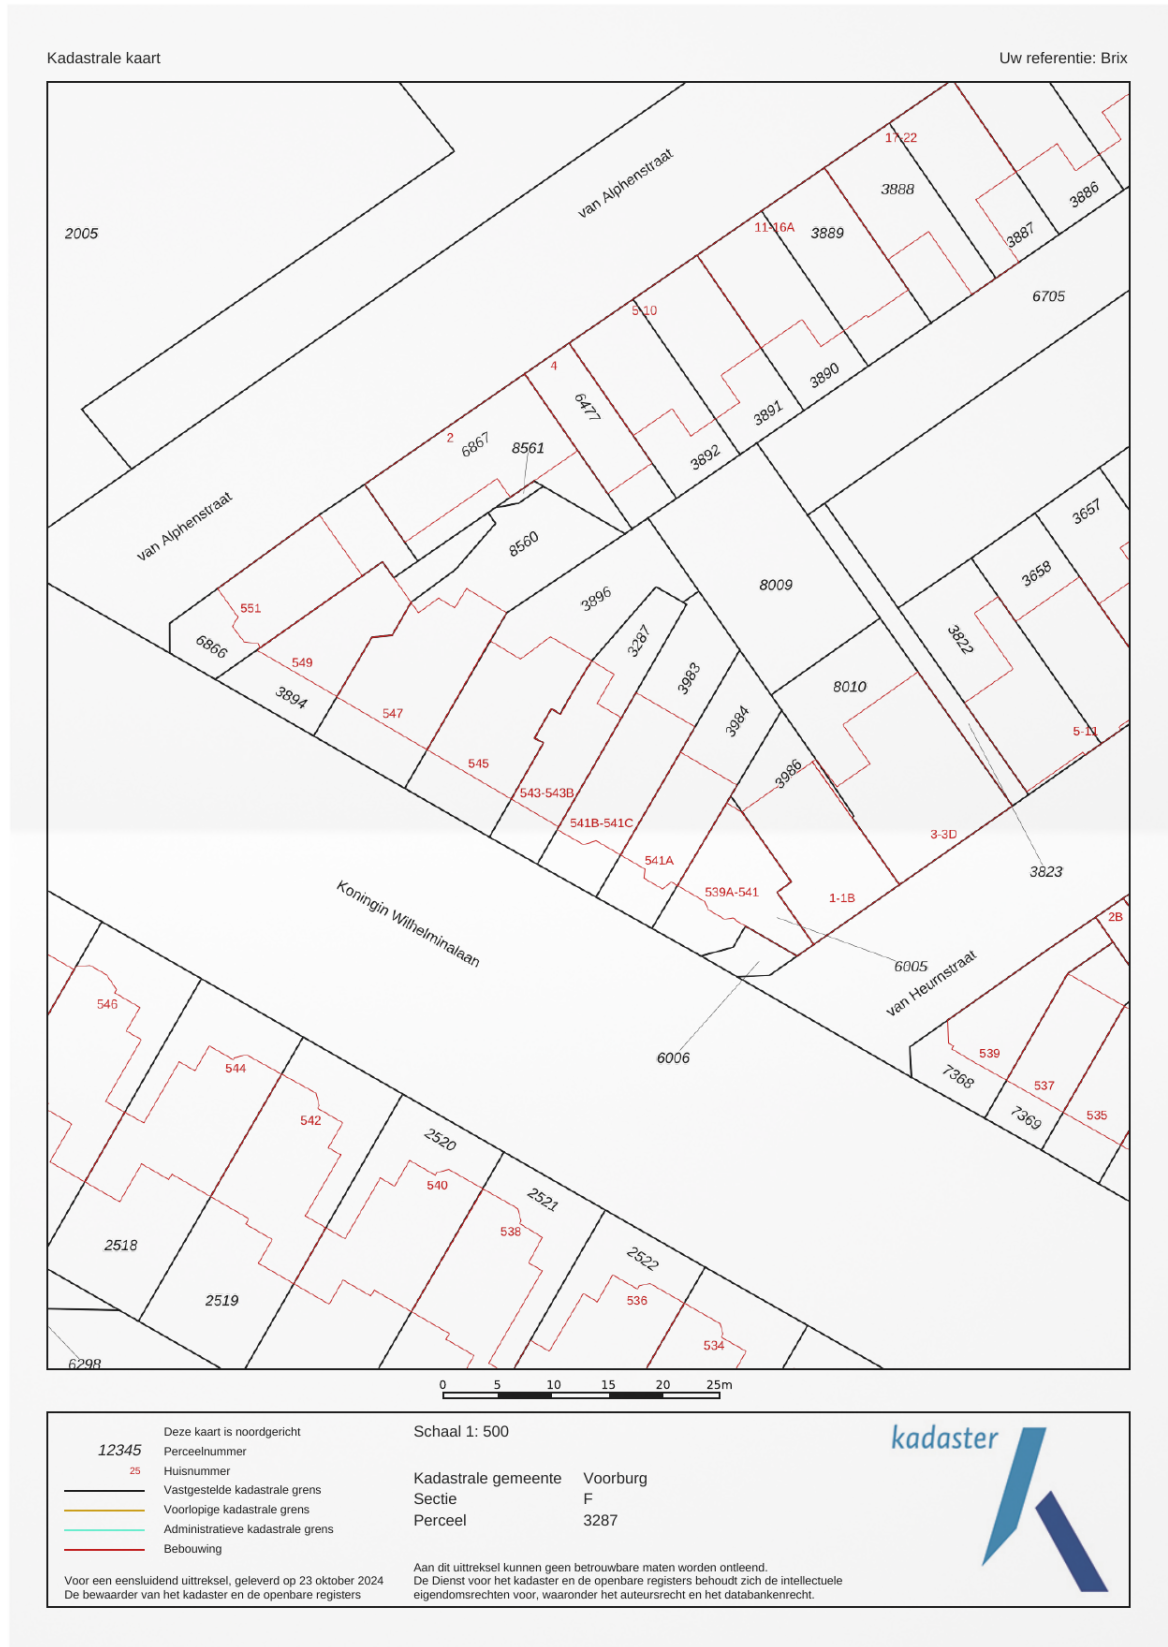 Kadastrale kaart
Uw referentie: Brix
2005
van Alphenstraat
17-22
3888
3886
3887
11-16A
3889
6705
5-10
3890
3891
4
6477
3892
2
6867
8561
van Alphenstraat
8560
3657
3658
3896
8009
3822
551
3287
6866
549
3983
8010
3894
547
3984
5-11
545
3986
543-543B
541B-541C
3-3D
541A
3823
539A-541
1-1B
2B
Koningin Wilhelminalaan
6005
van Heurnstraat
546
6006
539
544
7368
537
542
7369
535
2520
540
2521
538
2518
2522
2519
536
534
6298
0 5 10 15 20 25m
Deze kaart is noordgericht
12345 Perceelnummer
25 Huisnummer
Vastgestelde kadastrale grens
Voorlopige kadastrale grens
Administratieve kadastrale grens
Bebouwing
Voor een eensluidend uittreksel, geleverd op 23 oktober 2024
De bewaarder van het kadaster en de openbare registers
Schaal 1: 500
Kadastrale gemeente Voorburg
Sectie F
Perceel 3287
Aan dit uittreksel kunnen geen betrouwbare maten worden ontleend.
De Dienst voor het kadaster en de openbare registers behoudt zich de intellectuele
eigendomsrechten voor, waaronder het auteursrecht en het databankenrecht.
kadaster